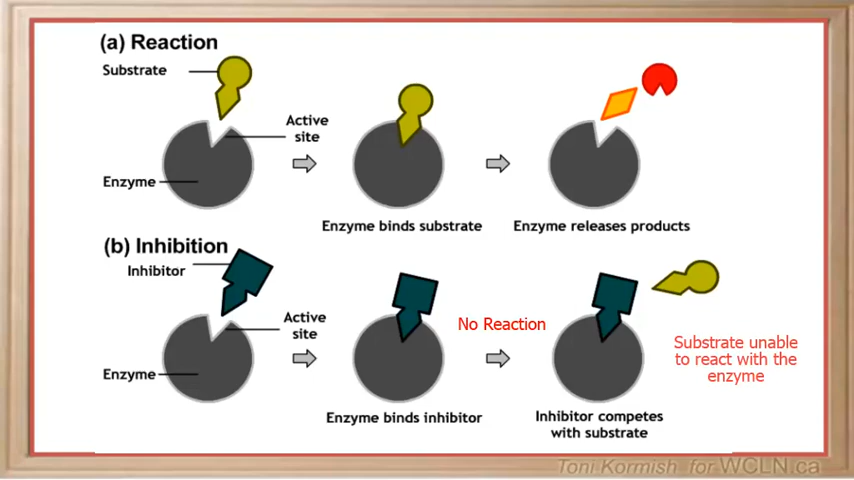 (a) Reaction
Substrate
Active
site
Enzyme
Enzyme binds substrate
Enzyme releases products
(b) Inhibition
Inhibitor
Active
site
Enzyme
No Reaction
Substrate unable
to react with the
enzyme
Enzyme binds inhibitor
Inhibitor competes
with substrate
Toni Kormish for WCLN.ca